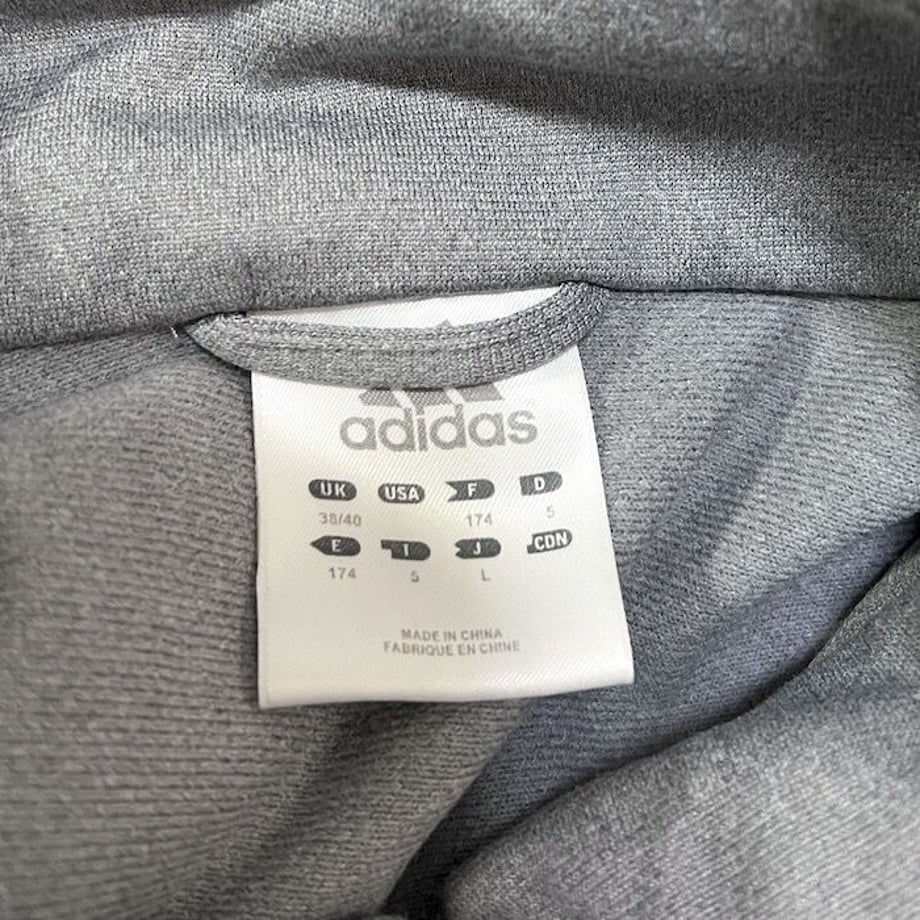 adidas
UK USA F D
38/40 174 5
E I J CDN
174 5 L
MADE IN CHINA
FABRIQUE EN CHINE